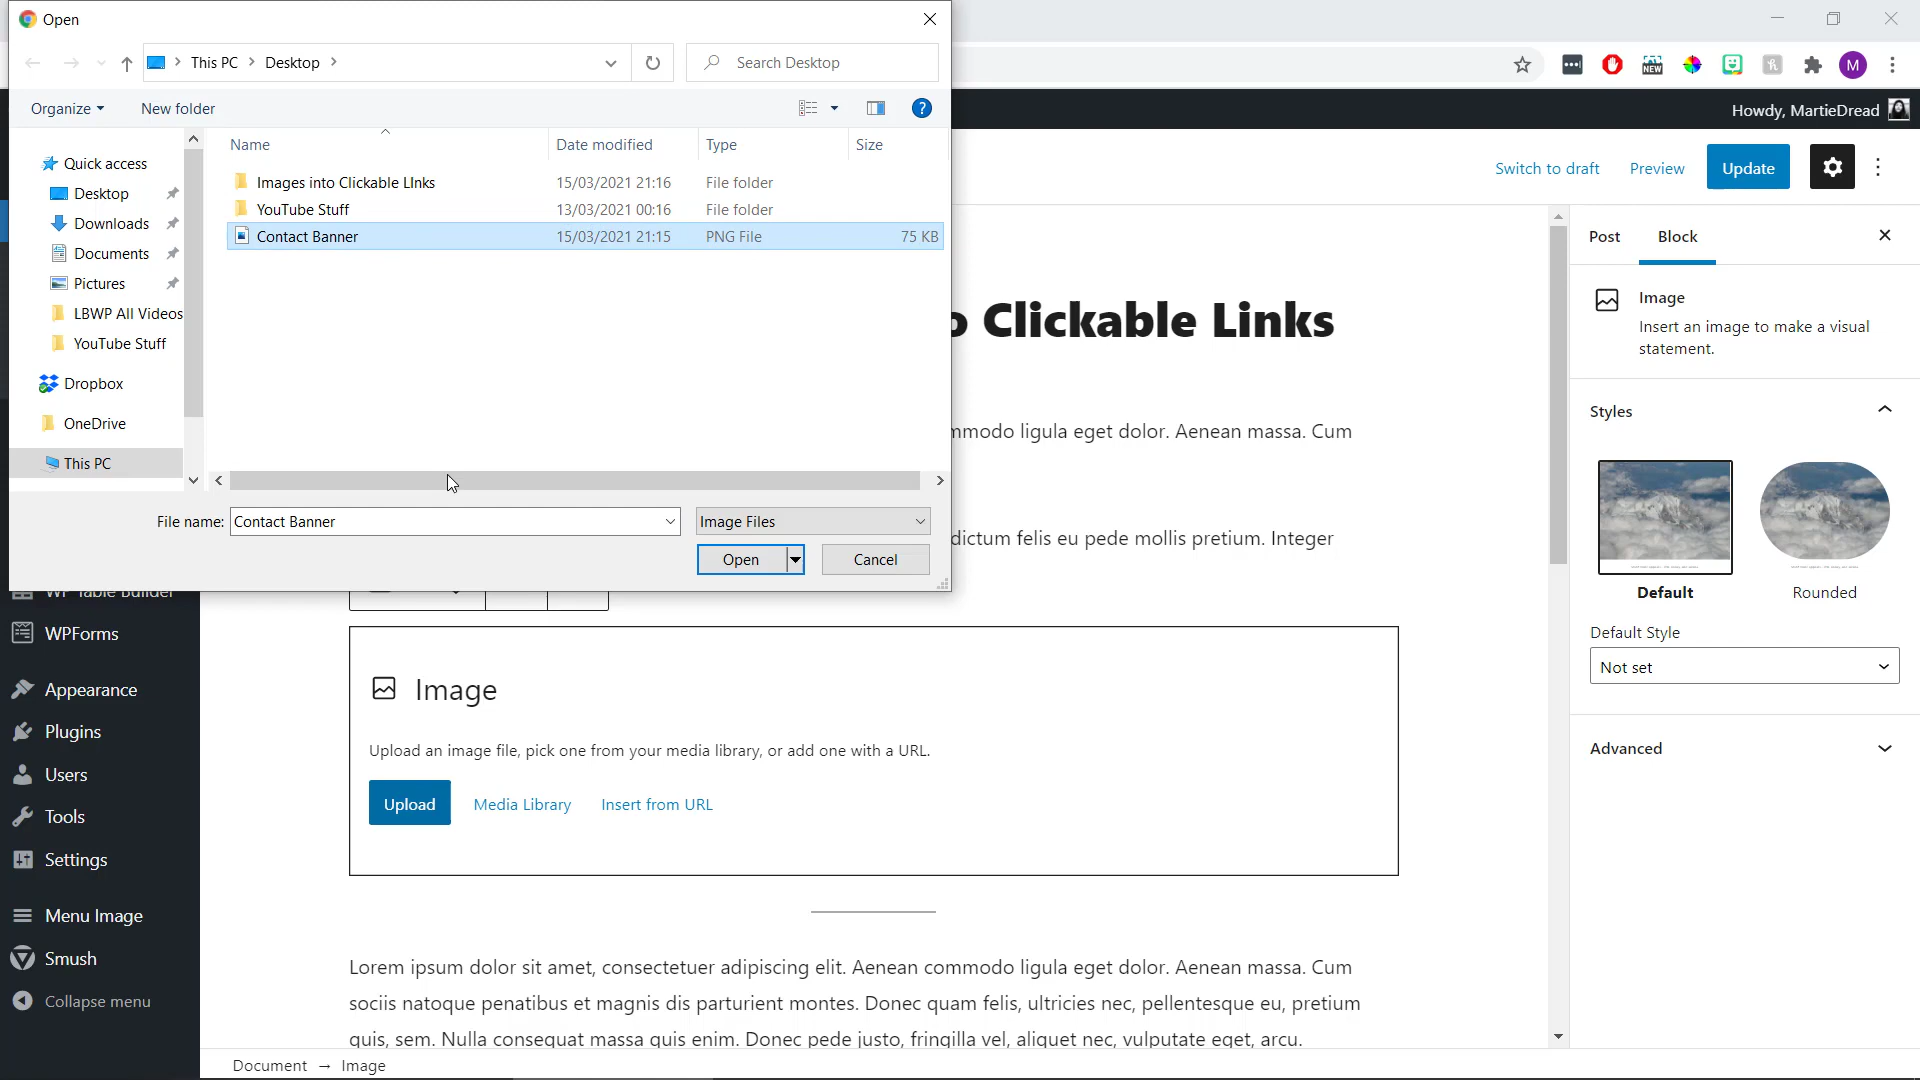 Open
This PC
Desktop
Search Desktop
Organize
New folder
?
Name
Date modified
Type
Size
Quick access
Desktop
Downloads
Documents
Pictures
LBWP All Videos
YouTube Stuff
Dropbox
OneDrive
This PC
Images into Clickable LInks 15/03/2021 21:16 File folder
YouTube Stuff 13/03/2021 00:16 File folder
Contact Banner 15/03/2021 21:15 PNG File 75 KB
File name: Contact Banner
Image Files
Open
Cancel
NEW
M
Howdy, MartieDread
Switch to draft
Preview
Update
o Clickable Links
mmodo ligula eget dolor. Aenean massa. Cum
dictum felis eu pede mollis pretium. Integer
WP Table Builder
WPForms
Appearance
Plugins
Users
Tools
Settings
Menu Image
Smush
Collapse menu
Image
Upload an image file, pick one from your media library, or add one with a URL.
Upload
Media Library
Insert from URL
Lorem ipsum dolor sit amet, consectetuer adipiscing elit. Aenean commodo ligula eget dolor. Aenean massa. Cum
sociis natoque penatibus et magnis dis parturient montes. Donec quam felis, ultricies nec, pellentesque eu, pretium
quis, sem. Nulla consequat massa quis enim. Donec pede justo, fringilla vel, aliquet nec, vulputate eget, arcu.
Document → Image
Post
Block
Image
Insert an image to make a visual
statement.
Styles
Default
Rounded
Default Style
Not set
Advanced